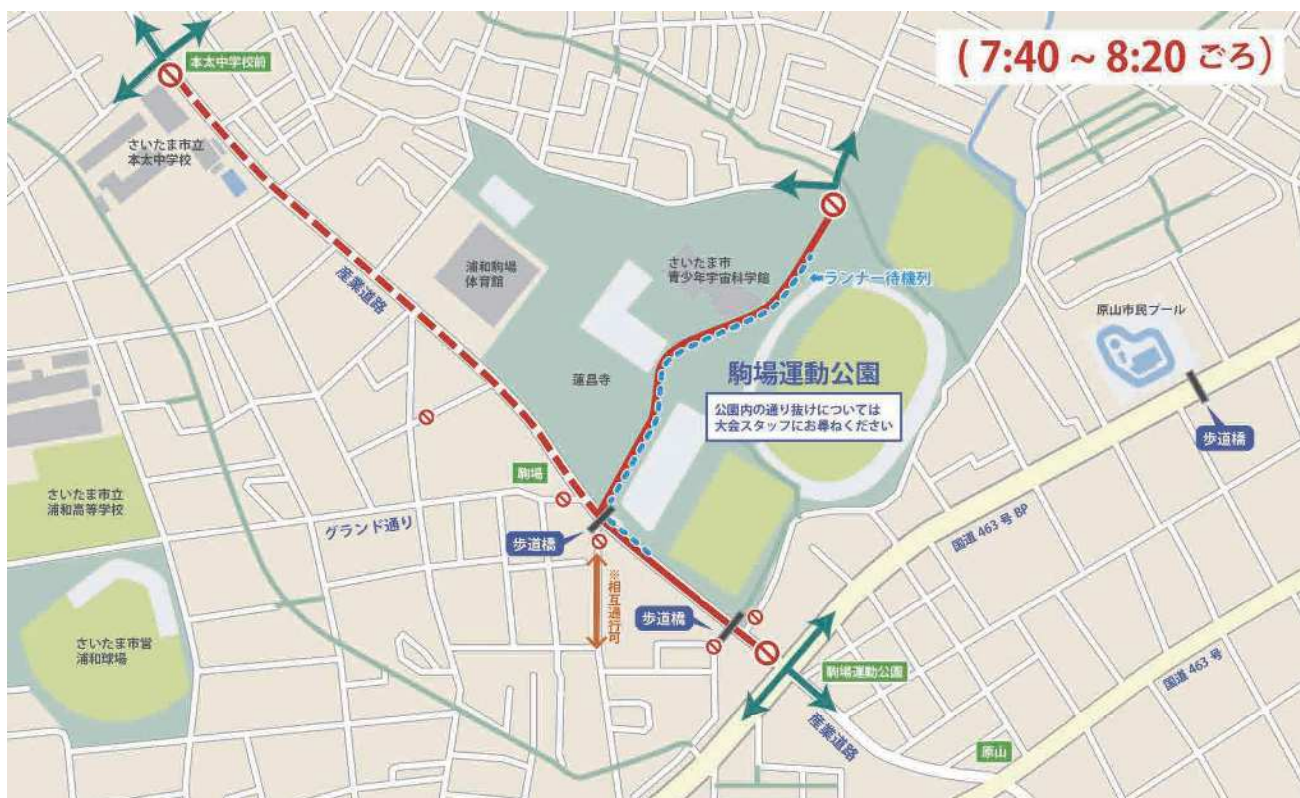 (7:40 ~ 8:20 ごろ)
本太中学校前
さいたま市立
本太中学校
産業道路
浦和駒場
体育館
さいたま市
青少年宇宙科学館
←ランナー待機列
原山市民プール
蓮昌寺
駒場運動公園
公園内の通り抜けについては
大会スタッフにお尋ねください
歩道橋
駒場
さいたま市立
浦和高等学校
グランド通り
国道 463 号 BP
歩道橋
※相互通行可
歩道橋
さいたま市営
浦和球場
駒場運動公園
国道 463 号
産業道路
原山